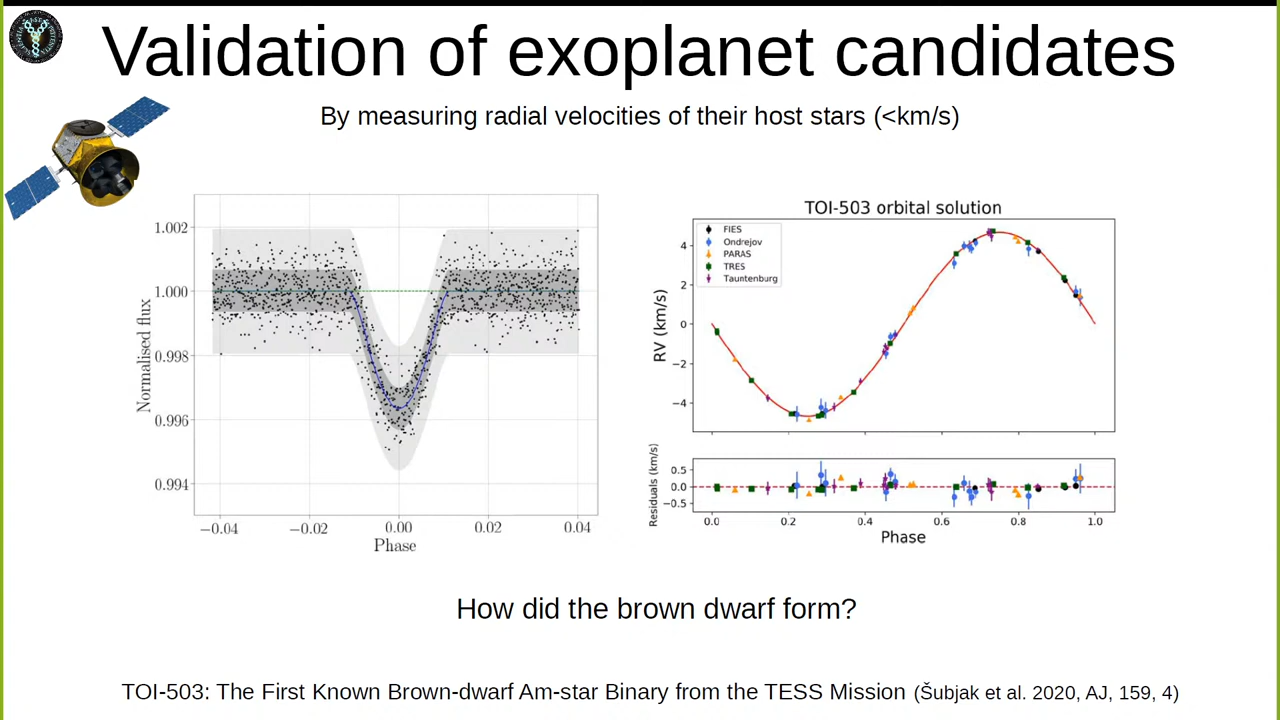 Validation of exoplanet candidates
By measuring radial velocities of their host stars (<km/s)
1.002
1.000
0.998
0.996
0.994
Normalised flux
−0.04
−0.02
0.00
0.02
0.04
Phase
TOI-503 orbital solution
FIES
Ondrejov
PARAS
TRES
Tauntenburg
4
2
0
−2
−4
RV (km/s)
0.5
0.0
−0.5
Residuals (km/s)
0.0
0.2
0.4
0.6
0.8
1.0
Phase
How did the brown dwarf form?
TOI-503: The First Known Brown-dwarf Am-star Binary from the TESS Mission (Šubjak et al. 2020, AJ, 159, 4)